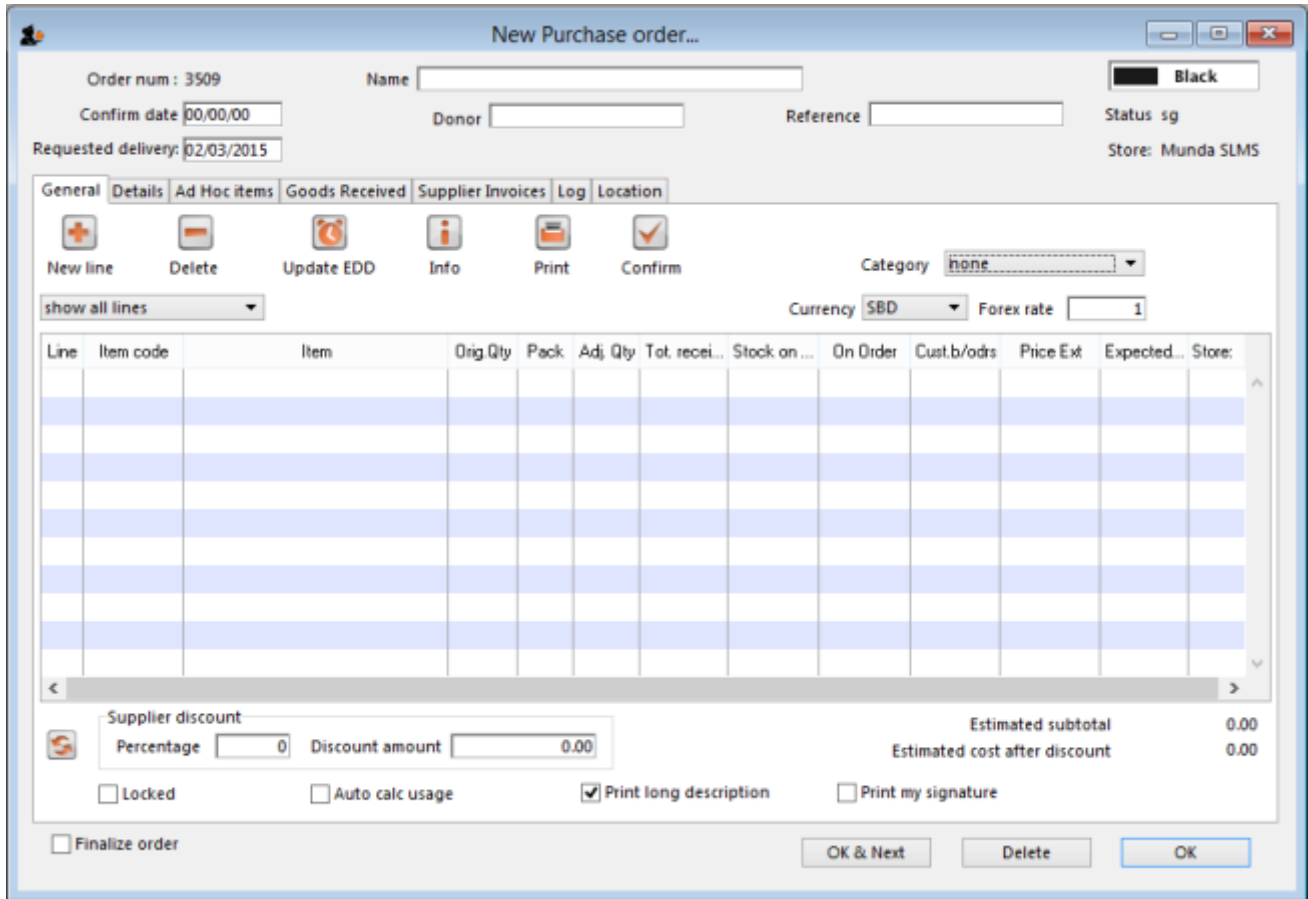 New Purchase order...
Order num : 3509 Name Black
Confirm date 00/00/00 Donor Reference Status sg
Requested delivery: 02/03/2015 Store: Munda SLMS
General Details Ad Hoc items Goods Received Supplier Invoices Log Location
New line Delete Update EDD Info Print Confirm Category none
show all lines Currency SBD Forex rate 1
Line Item code Item Orig.Qty Pack Adj. Qty Tot. recei... Stock on ... On Order Cust.b/odrs Price Ext Expected... Store:
Supplier discount Estimated subtotal 0.00
Percentage 0 Discount amount 0.00 Estimated cost after discount 0.00
Locked Auto calc usage Print long description Print my signature
Finalize order OK & Next Delete OK